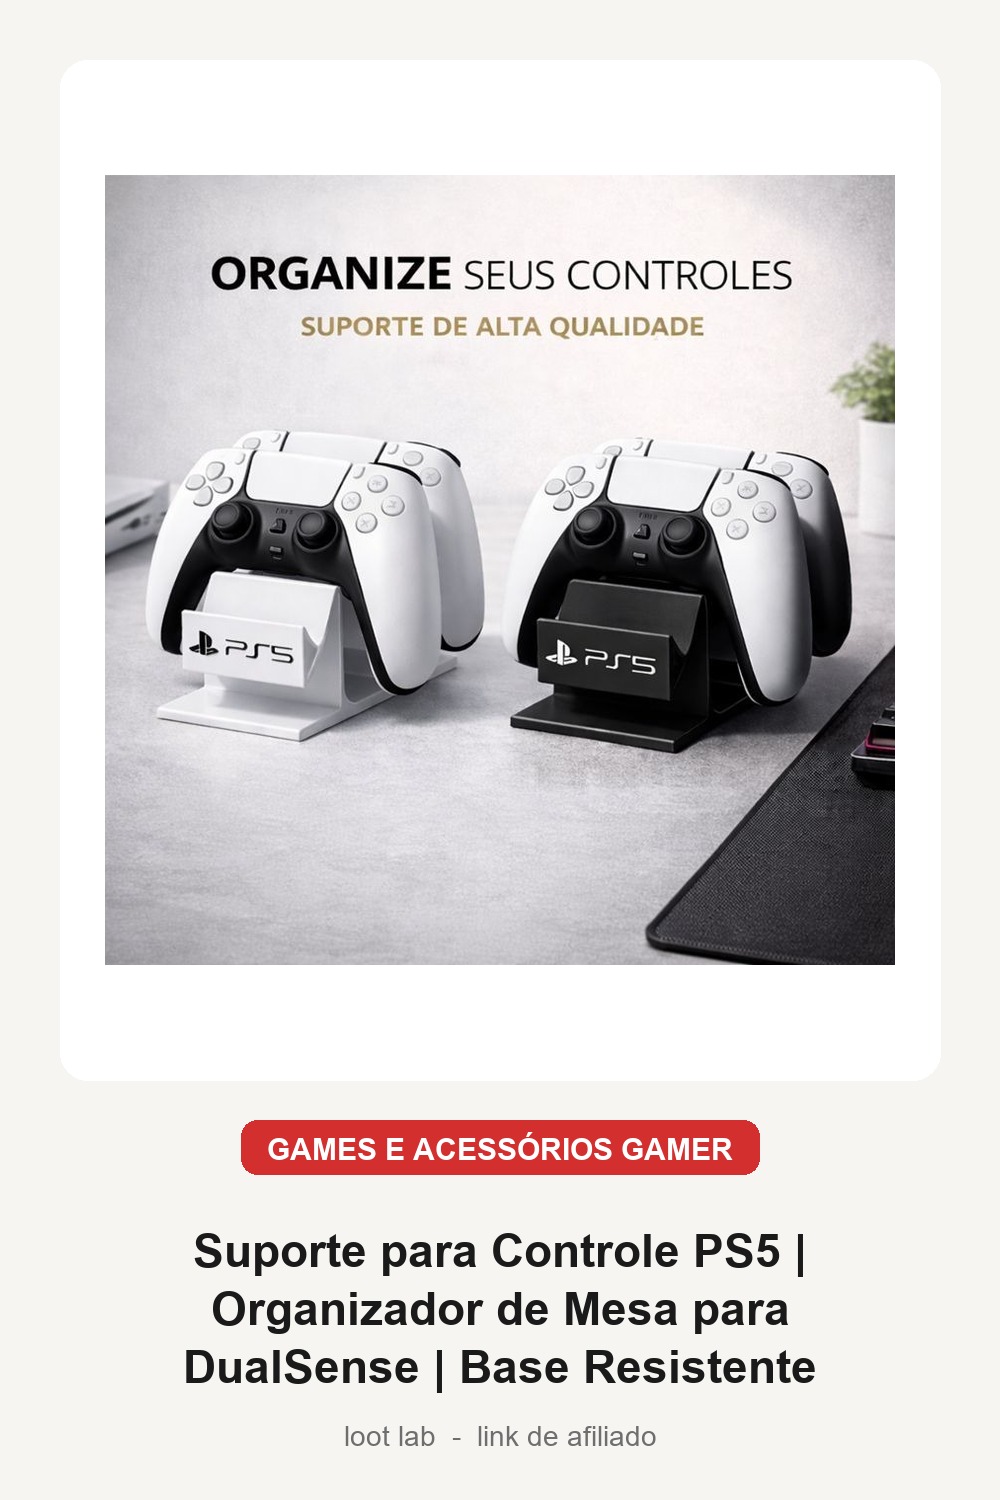 ORGANIZE SEUS CONTROLES
SUPORTE DE ALTA QUALIDADE
PS5
PS5
GAMES E ACESSÓRIOS GAMER
Suporte para Controle PS5 |
Organizador de Mesa para
DualSense | Base Resistente
loot lab - link de afiliado